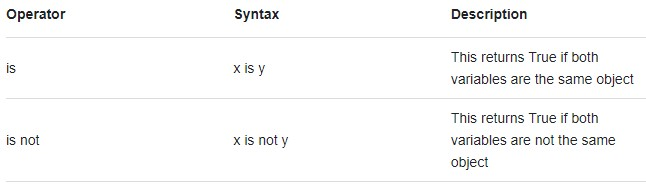 Operator Syntax Description
is x is y This returns True if both
variables are the same object
is not x is not y This returns True if both
variables are not the same
object